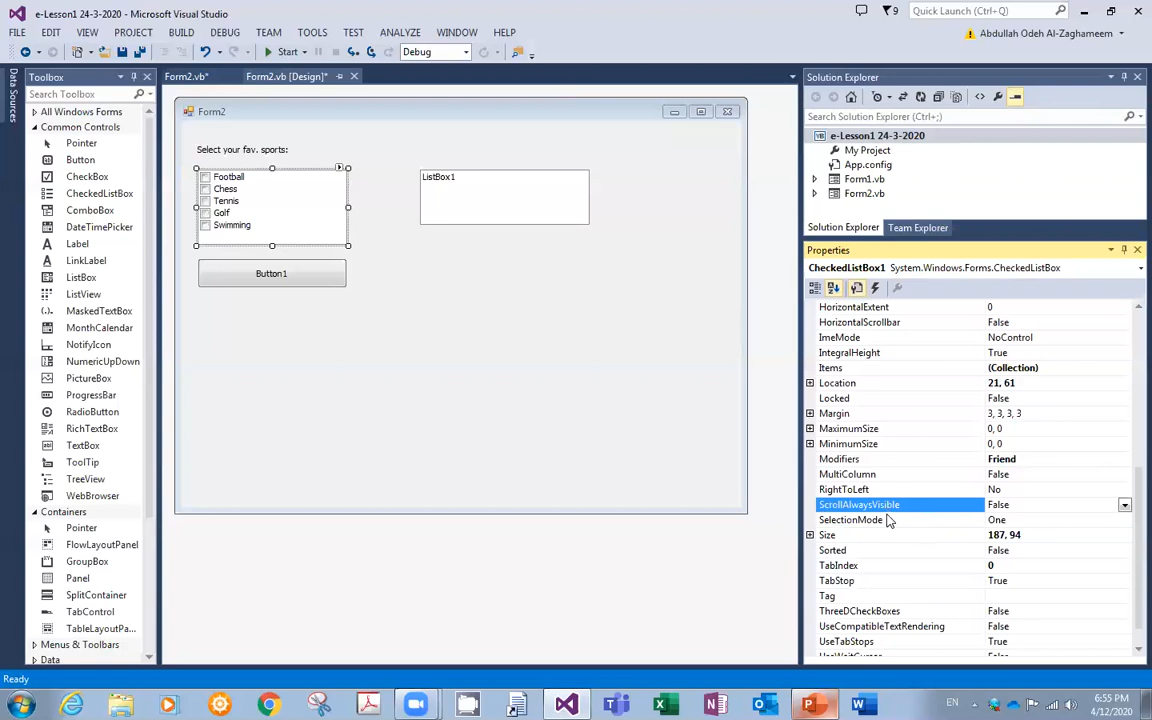 e-Lesson1 24-3-2020 - Microsoft Visual Studio
9
Quick Launch (Ctrl+Q)
FILE EDIT VIEW PROJECT BUILD DEBUG TEAM TOOLS TEST ANALYZE WINDOW HELP
Abdullah Odeh Al-Zaghameem
Start
Debug
Data Sources
Toolbox
Search Toolbox
All Windows Forms
Common Controls
Pointer
Button
CheckBox
CheckedListBox
ComboBox
DateTimePicker
Label
LinkLabel
ListBox
ListView
MaskedTextBox
MonthCalendar
NotifyIcon
NumericUpDown
PictureBox
ProgressBar
RadioButton
RichTextBox
TextBox
ToolTip
TreeView
WebBrowser
Containers
Pointer
FlowLayoutPanel
GroupBox
Panel
SplitContainer
TabControl
TableLayoutPa...
Menus & Toolbars
Data
Form2.vb*
Form2.vb [Design]*
Form2
Select your fav. sports:
Football
Chess
Tennis
Golf
Swimming
ListBox1
Button1
Solution Explorer
Search Solution Explorer (Ctrl+;)
VB
e-Lesson1 24-3-2020
My Project
App.config
Form1.vb
Form2.vb
Solution Explorer Team Explorer
Properties
CheckedListBox1 System.Windows.Forms.CheckedListBox
HorizontalExtent 0
HorizontalScrollbar False
ImeMode NoControl
IntegralHeight True
Items (Collection)
Location 21, 61
Locked False
Margin 3, 3, 3, 3
MaximumSize 0, 0
MinimumSize 0, 0
Modifiers Friend
MultiColumn False
RightToLeft No
ScrollAlwaysVisible False
SelectionMode One
Size 187, 94
Sorted False
TabIndex 0
TabStop True
Tag
ThreeDCheckBoxes False
UseCompatibleTextRendering False
UseTabStops True
UseWaitCursor False
Ready
EN
6:55 PM
4/12/2020